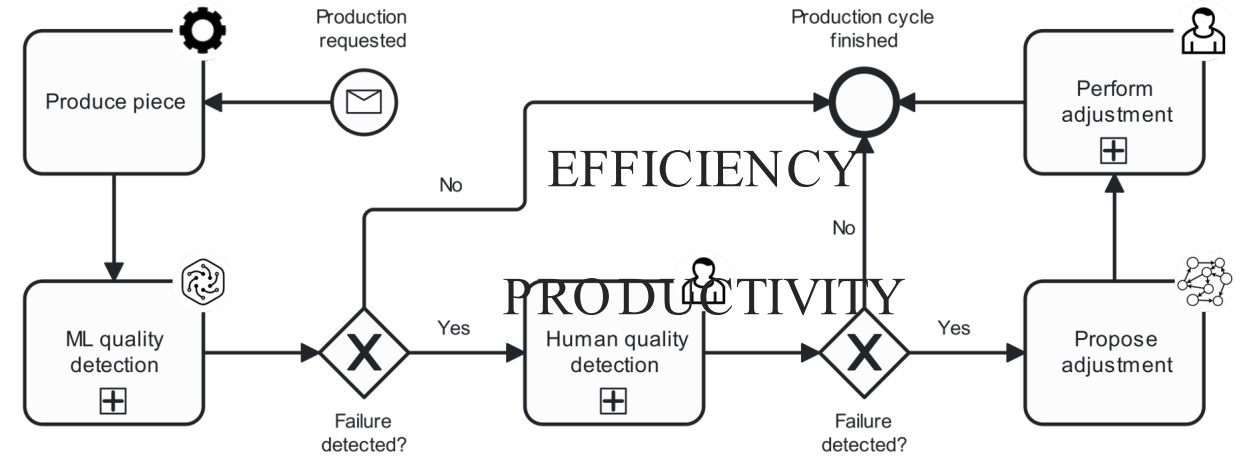 Production
requested
Production cycle
finished
Produce piece
Perform
adjustment
EFFICIENCY
No
No
PRODUCTIVITY
ML quality
detection
Yes
Human quality
detection
Yes
Propose
adjustment
Failure
detected?
Failure
detected?